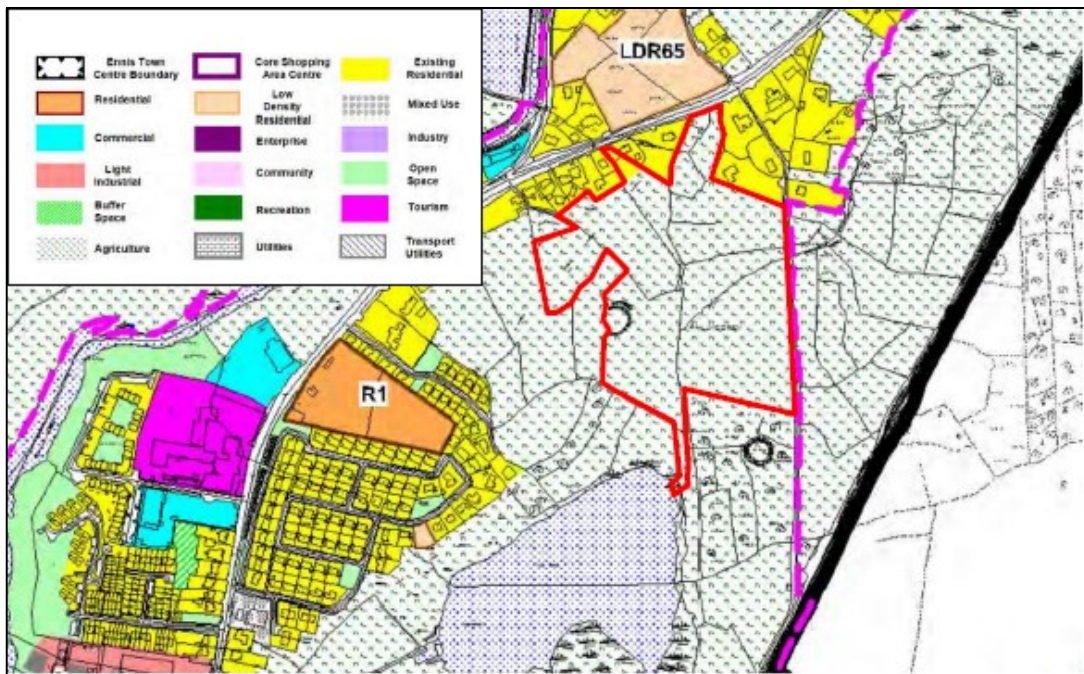 Ennis Town
Centre Boundary
Core Shopping
Area Centre
Existing
Residential
Residential
Low
Density
Residential
Mixed Use
Commercial
Enterprise
Industry
Light
Industrial
Community
Open
Space
Buffer
Space
Recreation
Tourism
Agriculture
Utilities
Transport
Utilities
LDR65
R1